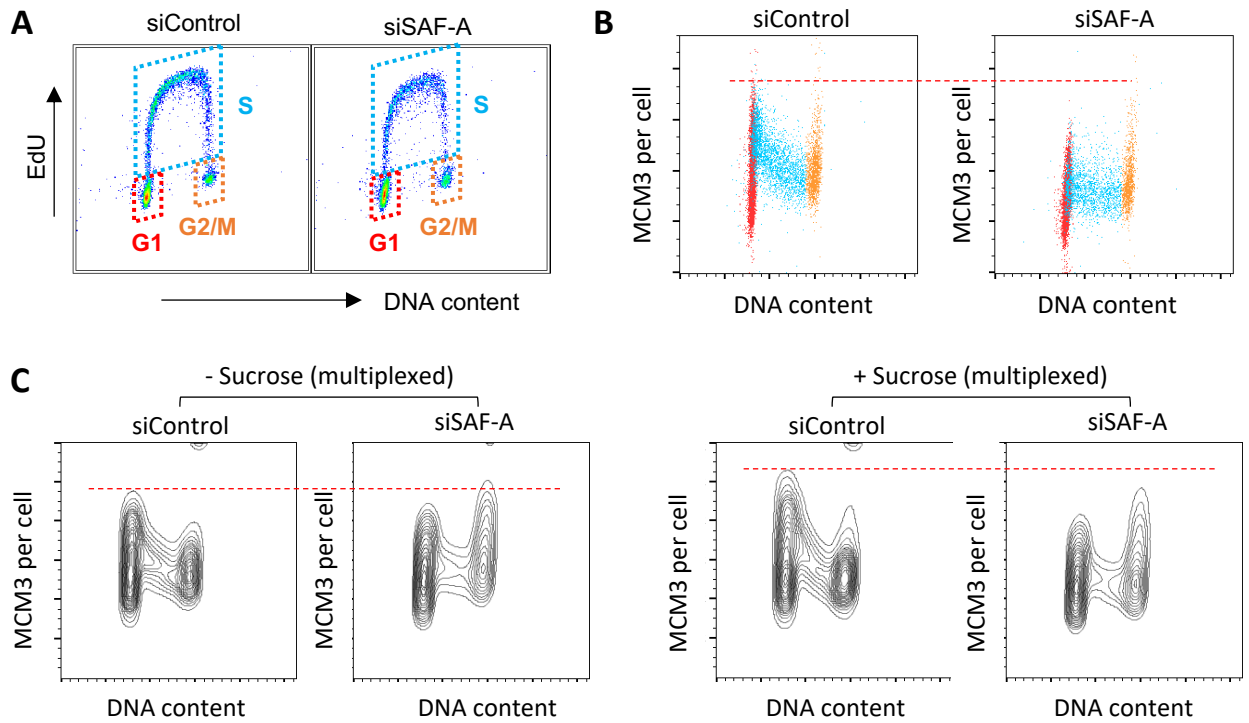 A
siControl
siSAF-A
EdU
S
S
G1
G2/M
G1
G2/M
DNA content
B
siControl
siSAF-A
MCM3 per cell
MCM3 per cell
DNA content
DNA content
C
- Sucrose (multiplexed)
siControl
siSAF-A
MCM3 per cell
MCM3 per cell
DNA content
DNA content
+ Sucrose (multiplexed)
siControl
siSAF-A
MCM3 per cell
MCM3 per cell
DNA content
DNA content